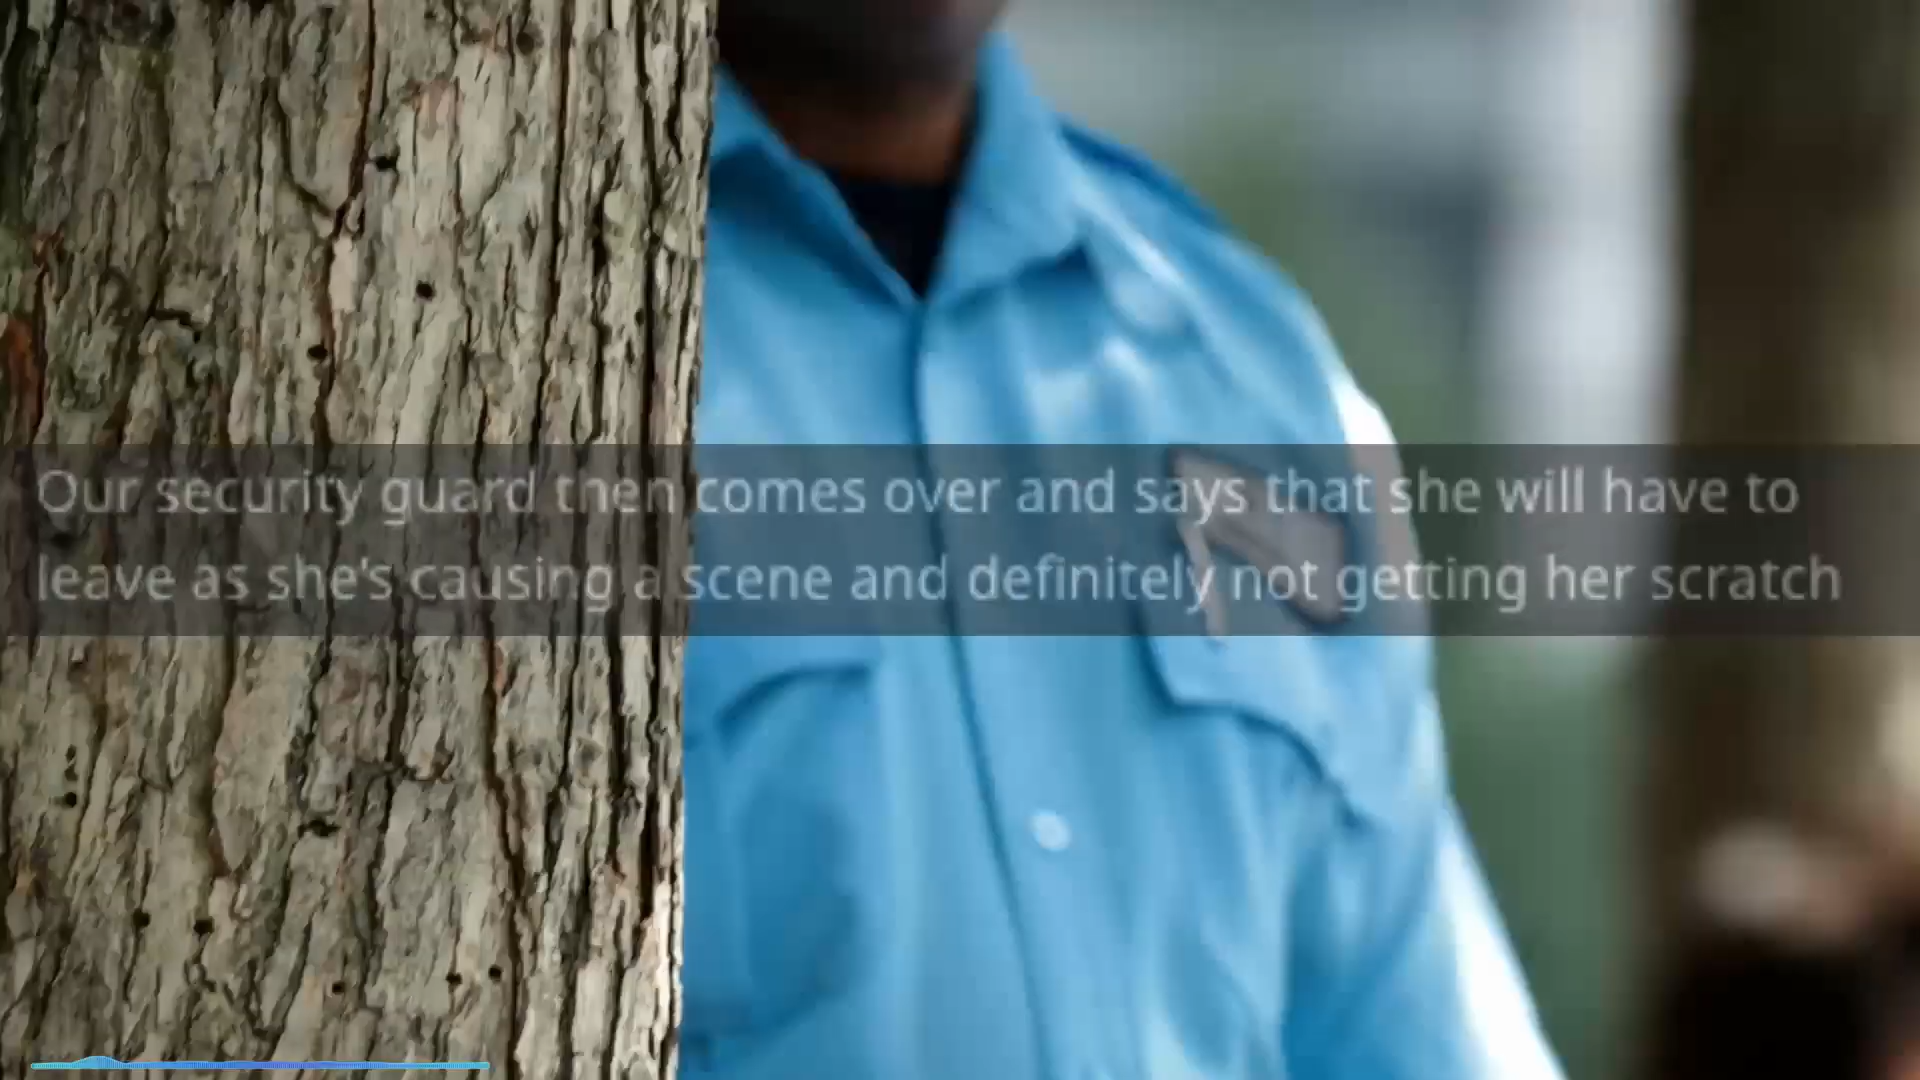 Our security guard then comes over and says that she will have to
leave as she's causing a scene and definitely not getting her scratch